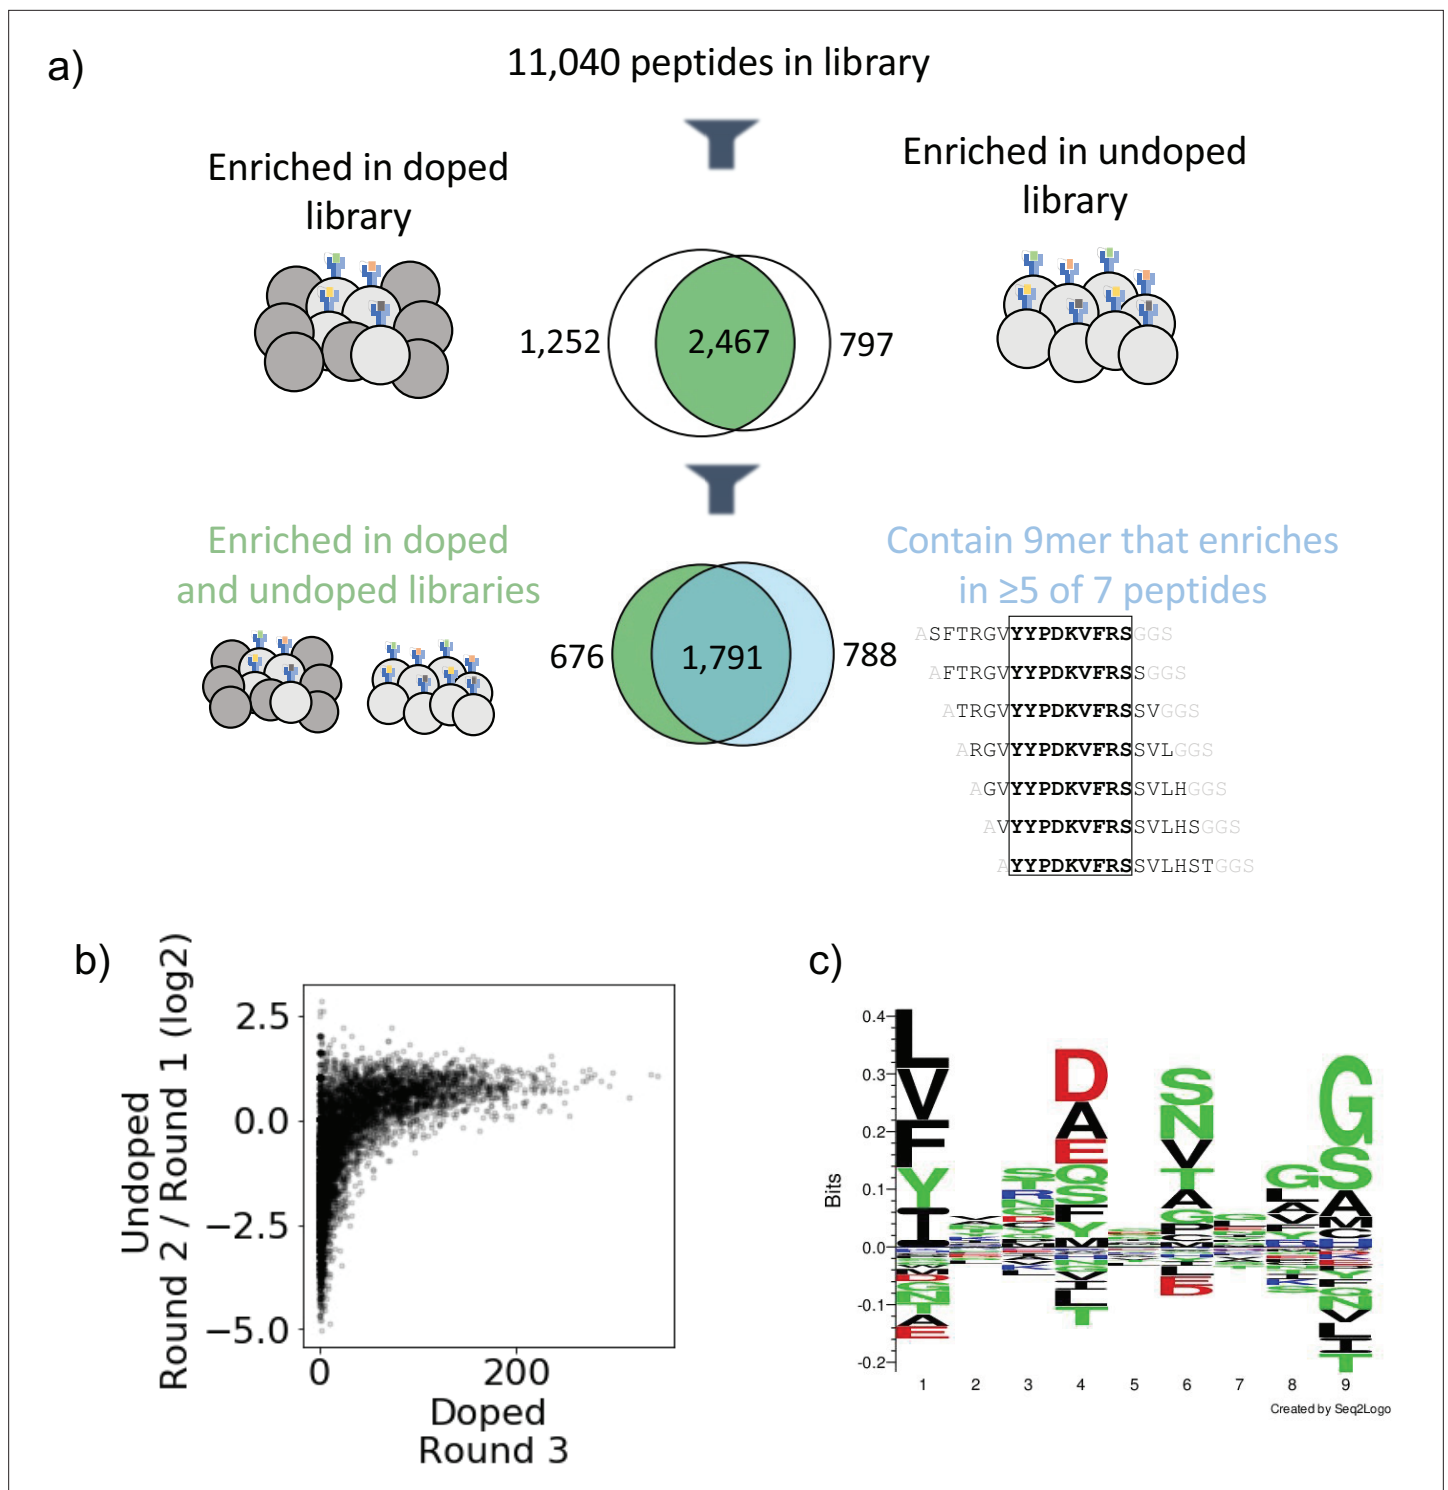 a)
11,040 peptides in library
Enriched in doped
library
Enriched in undoped
library
1,252
2,467
797
Enriched in doped
and undoped libraries
Contain 9mer that enriches
in ≥5 of 7 peptides
676
1,791
788
ASFTRGVYYPDKVFRSGGS
AFTRGVYYPDKVFRSSGGS
ATRGVYYPDKVFRSSVGGS
ARGVYYPDKVFRSSVLGGS
AGVYYPDKVFRSSVLHGGS
AVYYPDKVFRSSVLHSGGS
AYYPDKVFRSSVLHSTGGS
b)
Undoped
Round 2 / Round 1 (log2)
2.5
0.0
−2.5
−5.0
0
200
Doped
Round 3
c)
Bits
0.4
0.3
0.2
0.1
0.0
-0.1
-0.2
1 2 3 4 5 6 7 8 9
Created by Seq2Logo